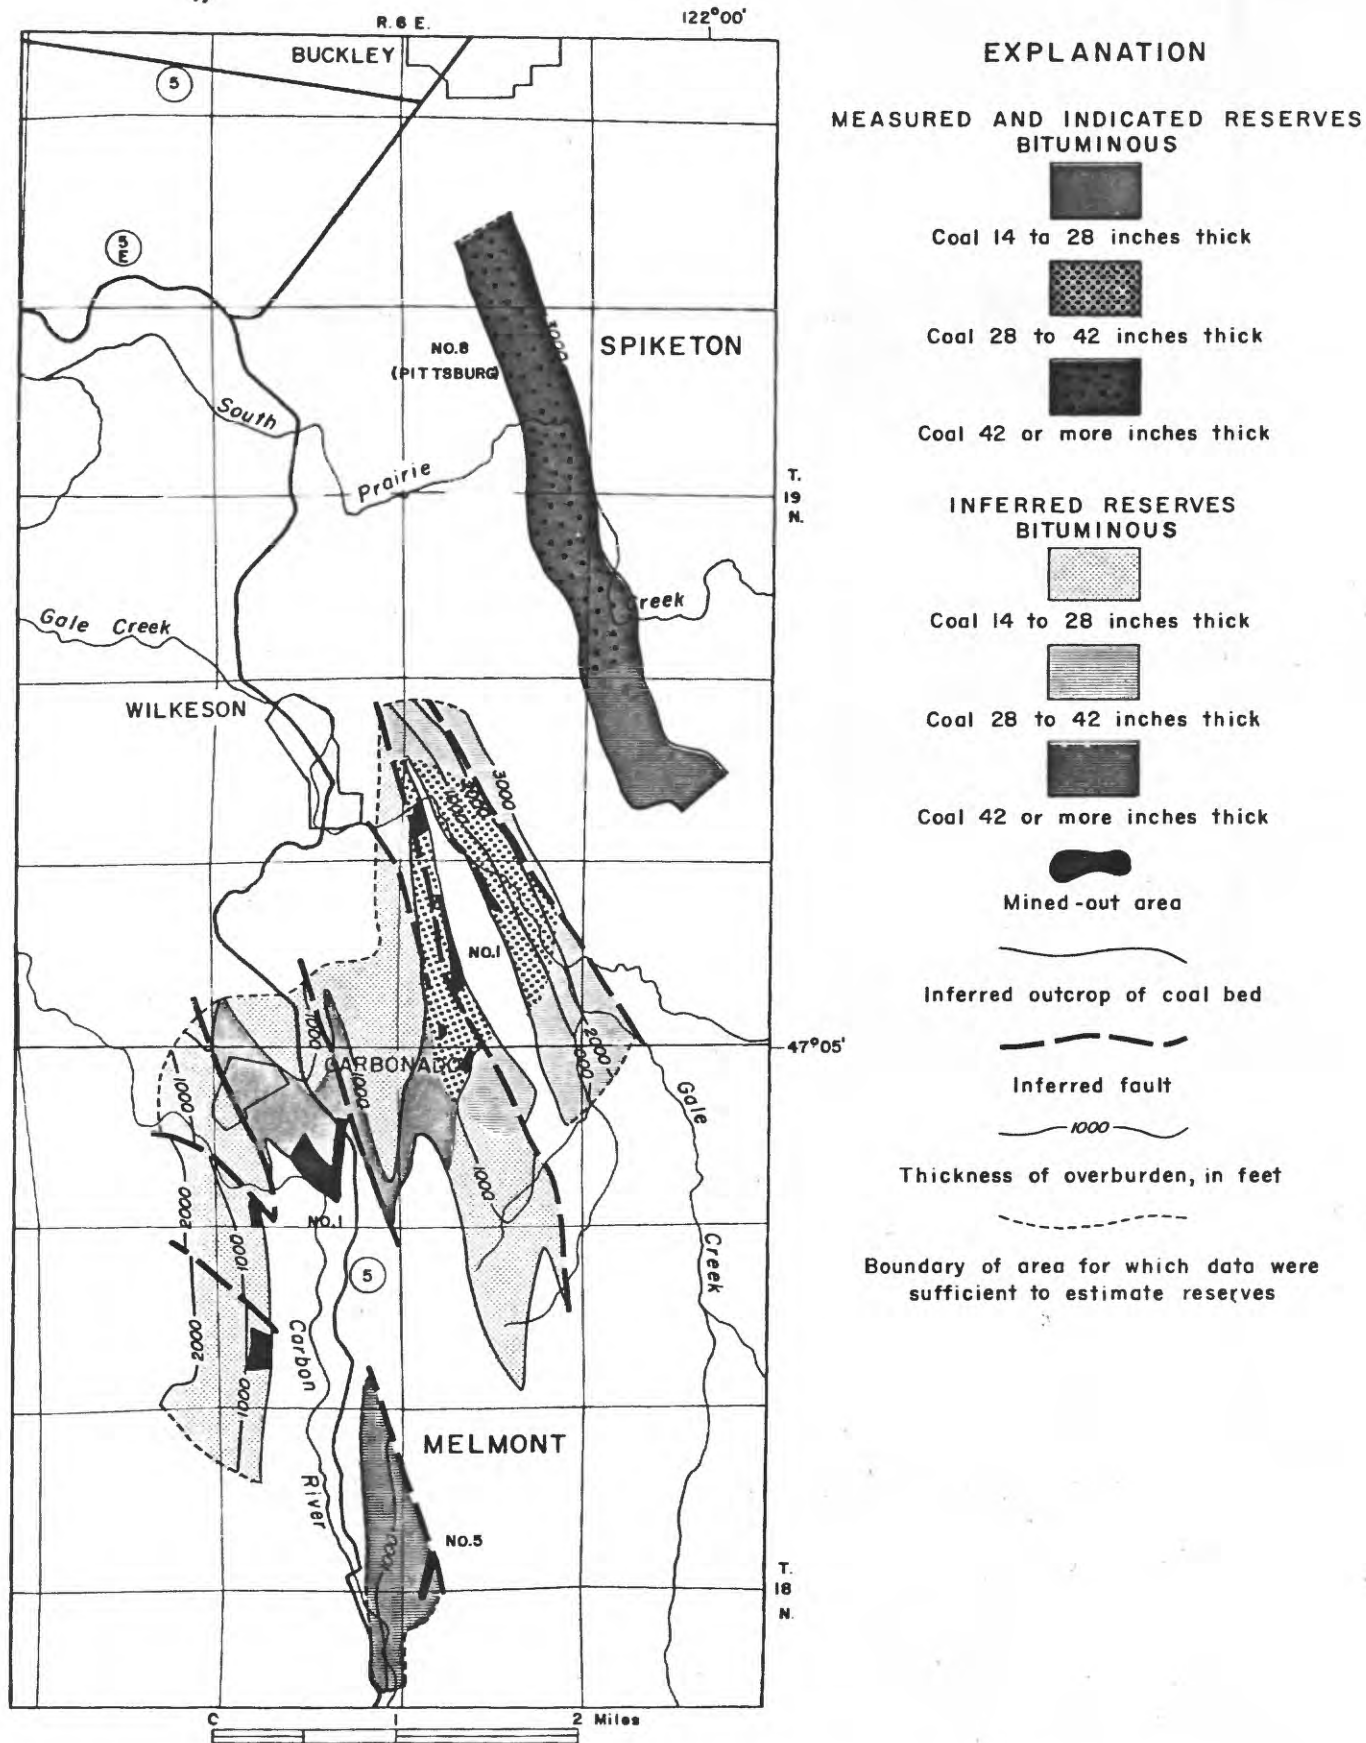 R. 6 E.
122°00'
BUCKLEY
5
5
E
NO.8
(PITTSBURG)
3000
SPIKETON
South
Prairie
Creek
T.
19
N.
Gale Creek
WILKESON
3000
1000
NO.1
1000
CARBONADO
1000
2000
1000
47°05'
Gale
Creek
1000
2000
1000
1000
NO.1
5
2000
1000
Carbon
River
MELMONT
1000
NO.5
T.
18
N.
1
2 Miles
EXPLANATION
MEASURED AND INDICATED RESERVES
BITUMINOUS
Coal 14 to 28 inches thick
Coal 28 to 42 inches thick
Coal 42 or more inches thick
INFERRED RESERVES
BITUMINOUS
Coal 14 to 28 inches thick
Coal 28 to 42 inches thick
Coal 42 or more inches thick
Mined-out area
Inferred outcrop of coal bed
Inferred fault
1000
Thickness of overburden, in feet
Boundary of area for which data were
sufficient to estimate reserves